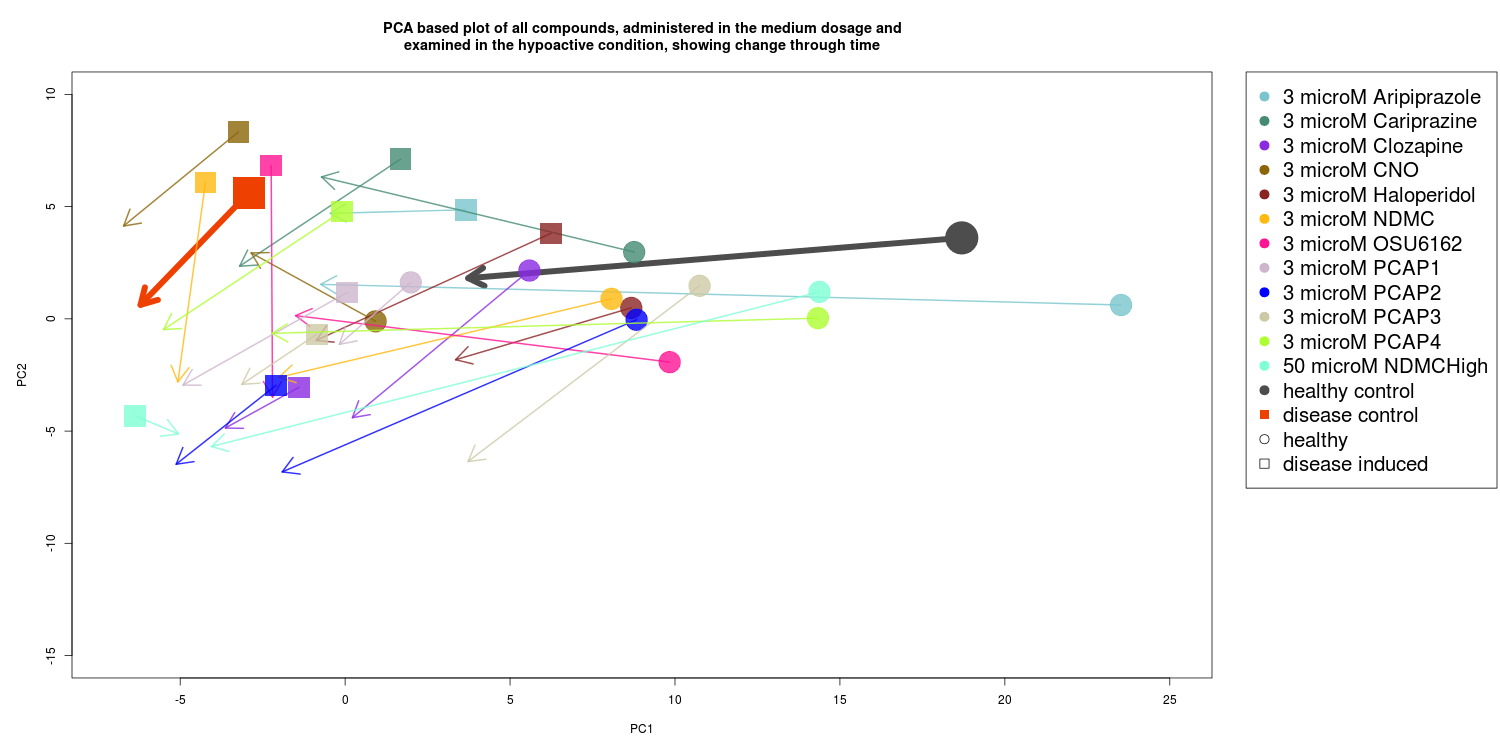 PCA based plot of all compounds, administered in the medium dosage and
examined in the hypoactive condition, showing change through time
10
5
0
-5
-10
-15
PC2
-5
0
5
10
15
20
25
PC1
3 microM Aripiprazole
3 microM Cariprazine
3 microM Clozapine
3 microM CNO
3 microM Haloperidol
3 microM NDMC
3 microM OSU6162
3 microM PCAP1
3 microM PCAP2
3 microM PCAP3
3 microM PCAP4
50 microM NDMCHigh
healthy control
disease control
healthy
disease induced